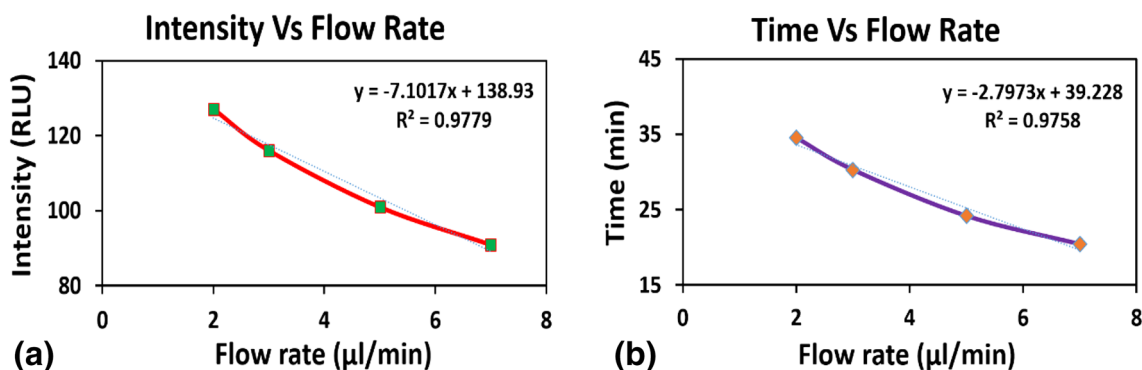 Intensity Vs Flow Rate
140
120
100
80
Intensity (RLU)
y = -7.1017x + 138.93
R² = 0.9779
0 2 4 6 8
Flow rate (µl/min)
(a)
Time Vs Flow Rate
45
35
25
15
Time (min)
y = -2.7973x + 39.228
R² = 0.9758
0 2 4 6 8
Flow rate (µl/min)
(b)